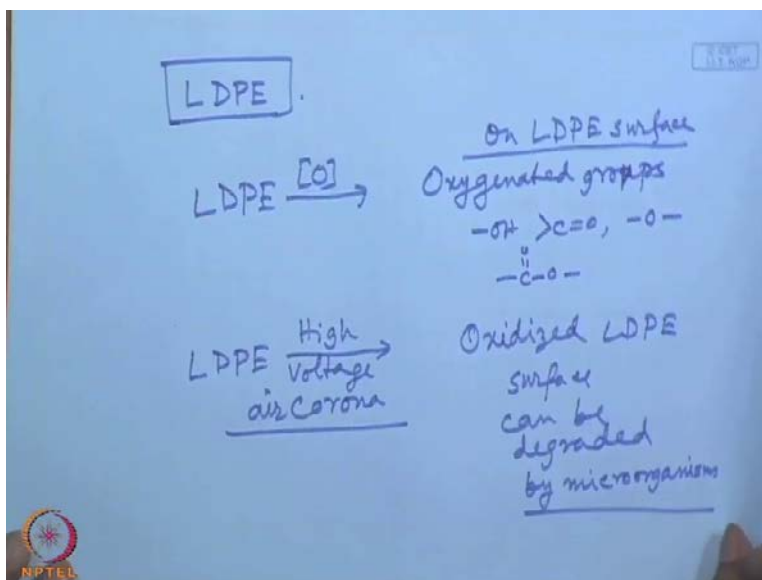 LDPE.
On LDPE surface
LDPE [O] → Oxygenated groups
-OH >C=O, -O-
O
-C-O-
LDPE High Voltage → Oxidized LDPE
air Corona
surface
can be
degraded
by microorganisms
NPTEL